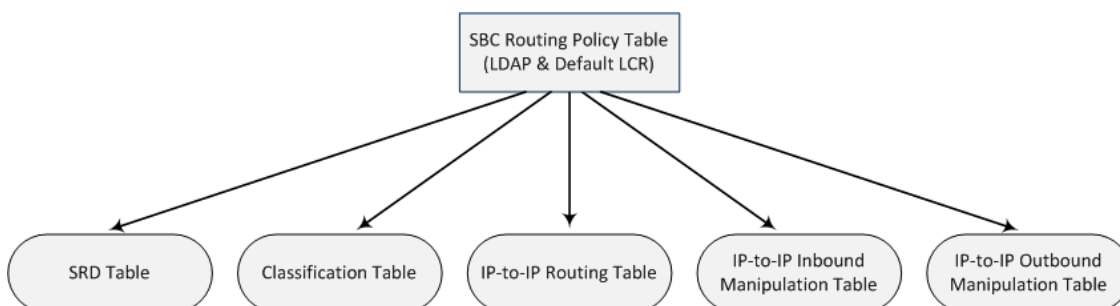 SBC Routing Policy Table
(LDAP & Default LCR)
SRD Table
Classification Table
IP-to-IP Routing Table
IP-to-IP Inbound
Manipulation Table
IP-to-IP Outbound
Manipulation Table